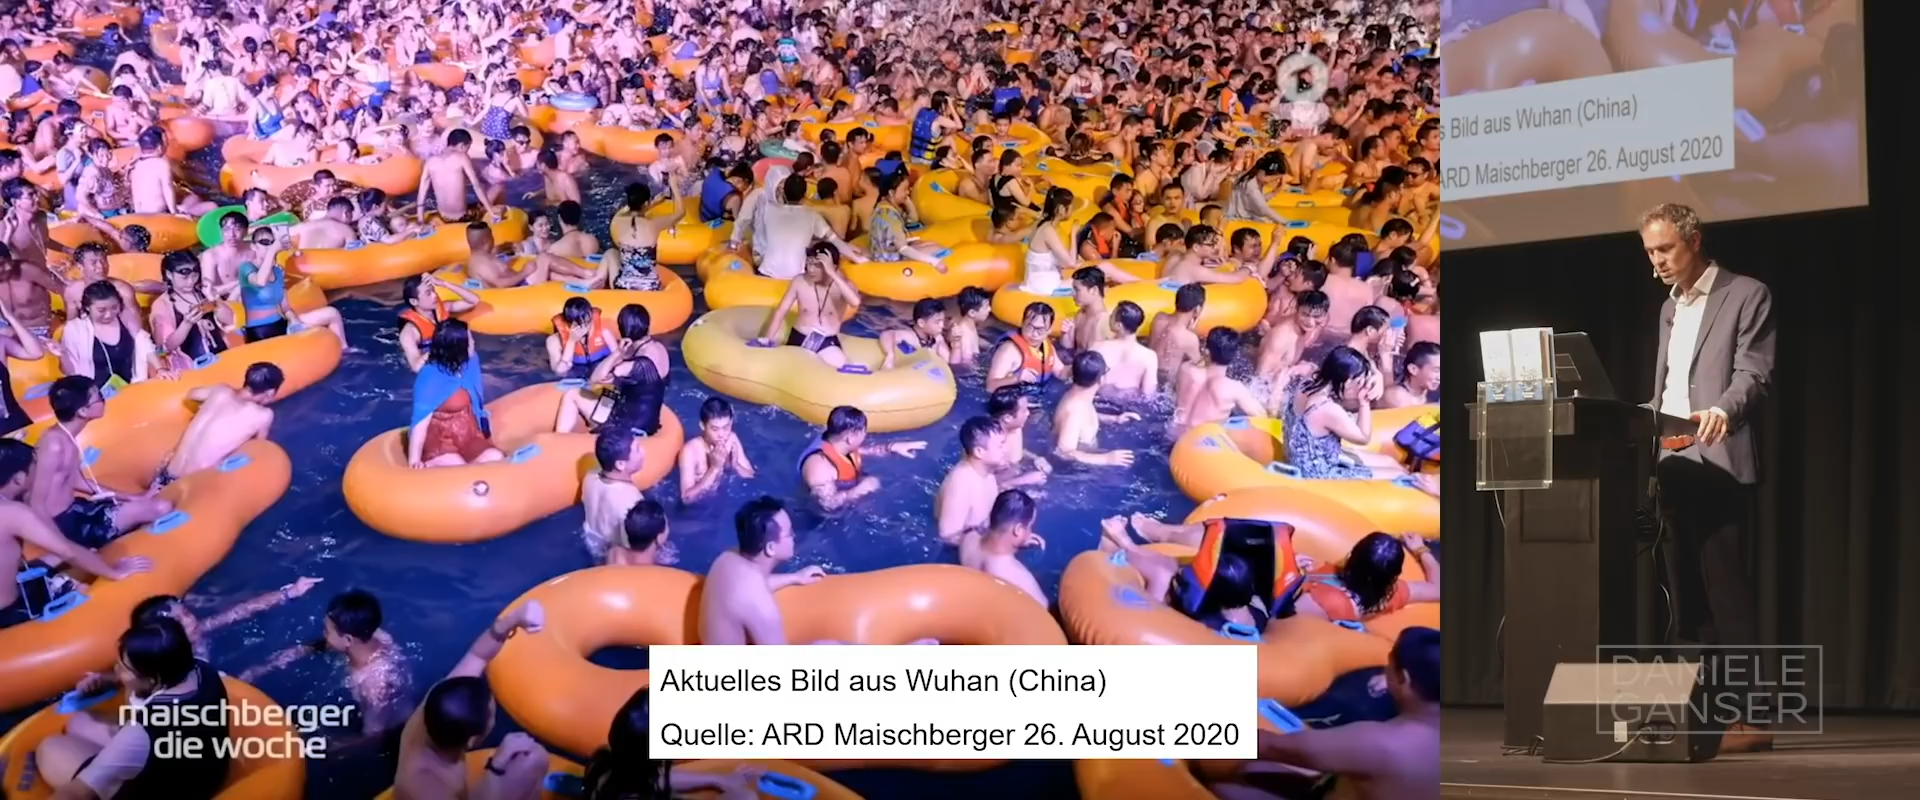 maischberger
die woche
Aktuelles Bild aus Wuhan (China)
Quelle: ARD Maischberger 26. August 2020
s Bild aus Wuhan (China)
ARD Maischberger 26. August 2020
DANIELE
GANSER